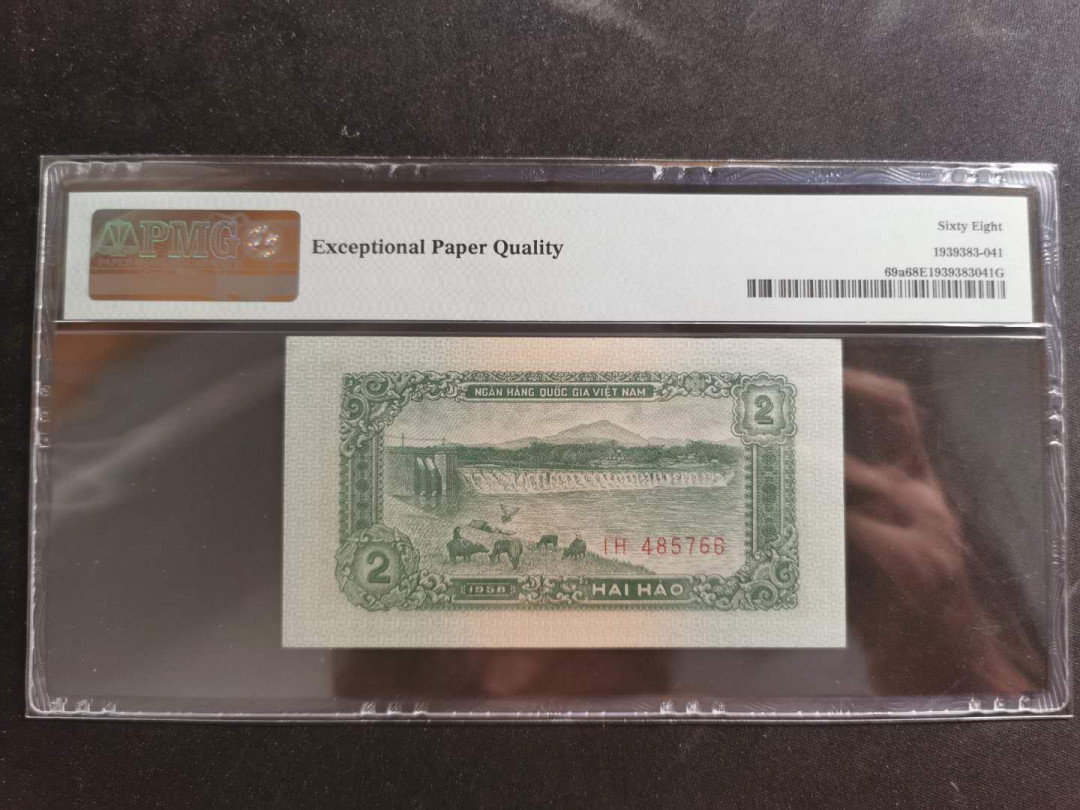 PMG
Exceptional Paper Quality
Sixty Eight
1939383-041
69a68E1939383041G
NGÂN HÀNG QUỐC GIA VIỆT NAM
2
IH 485766
2
1958
HAI HÀO